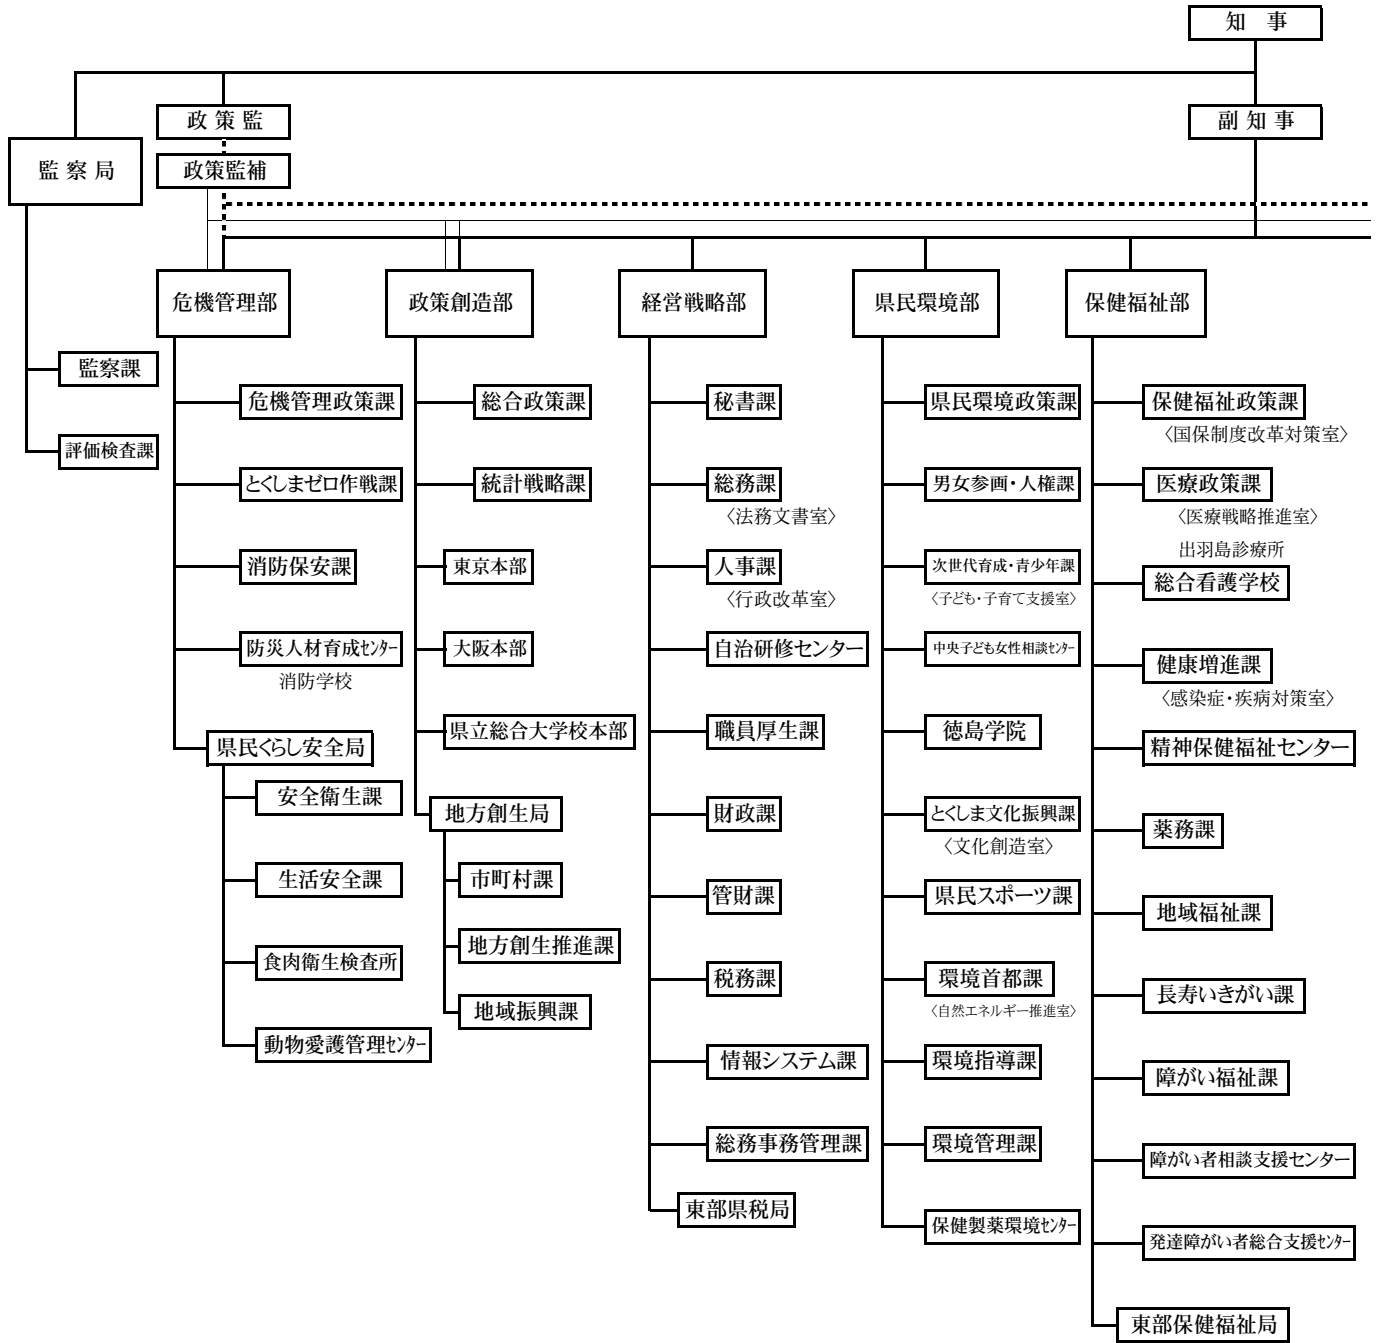 知 事
政 策 監
副 知 事
監 察 局
政策監補
危機管理部
政策創造部
経営戦略部
県民環境部
保健福祉部
監察課
評価検査課
危機管理政策課
とくしまゼロ作戦課
消防保安課
防災人材育成ｾﾝﾀｰ
消防学校
県民くらし安全局
安全衛生課
生活安全課
食肉衛生検査所
動物愛護管理ｾﾝﾀｰ
総合政策課
統計戦略課
東京本部
大阪本部
県立総合大学校本部
地方創生局
市町村課
地方創生推進課
地域振興課
秘書課
総務課
〈法務文書室〉
人事課
〈行政改革室〉
自治研修センター
職員厚生課
財政課
管財課
税務課
情報システム課
総務事務管理課
東部県税局
県民環境政策課
男女参画・人権課
次世代育成・青少年課
〈子ども・子育て支援室〉
中央子ども女性相談ｾﾝﾀｰ
徳島学院
とくしま文化振興課
〈文化創造室〉
県民スポーツ課
環境首都課
〈自然エネルギー推進室〉
環境指導課
環境管理課
保健製薬環境ｾﾝﾀｰ
保健福祉政策課
〈国保制度改革対策室〉
医療政策課
〈医療戦略推進室〉
出羽島診療所
総合看護学校
健康増進課
〈感染症・疾病対策室〉
精神保健福祉センター
薬務課
地域福祉課
長寿いきがい課
障がい福祉課
障がい者相談支援センター
発達障がい者総合支援ｾﾝﾀｰ
東部保健福祉局